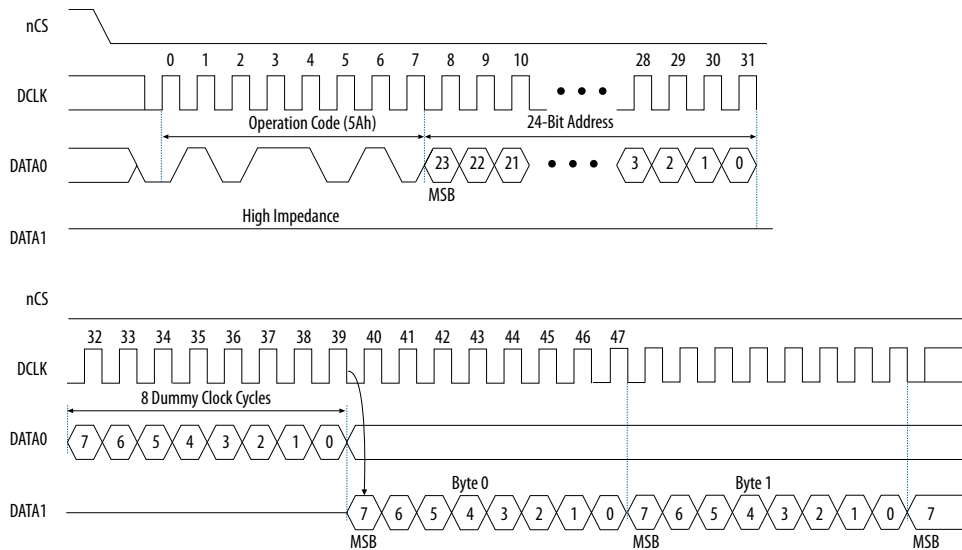 nCS
0 1 2 3 4 5 6 7 8 9 10 28 29 30 31
DCLK
Operation Code (5Ah) 24-Bit Address
DATA0 23 22 21 3 2 1 0
MSB
High Impedance
DATA1
nCS
32 33 34 35 36 37 38 39 40 41 42 43 44 45 46 47
DCLK
8 Dummy Clock Cycles
DATA0 7 6 5 4 3 2 1 0
Byte 0 Byte 1
DATA1 7 6 5 4 3 2 1 0 7 6 5 4 3 2 1 0 7
MSB MSB MSB